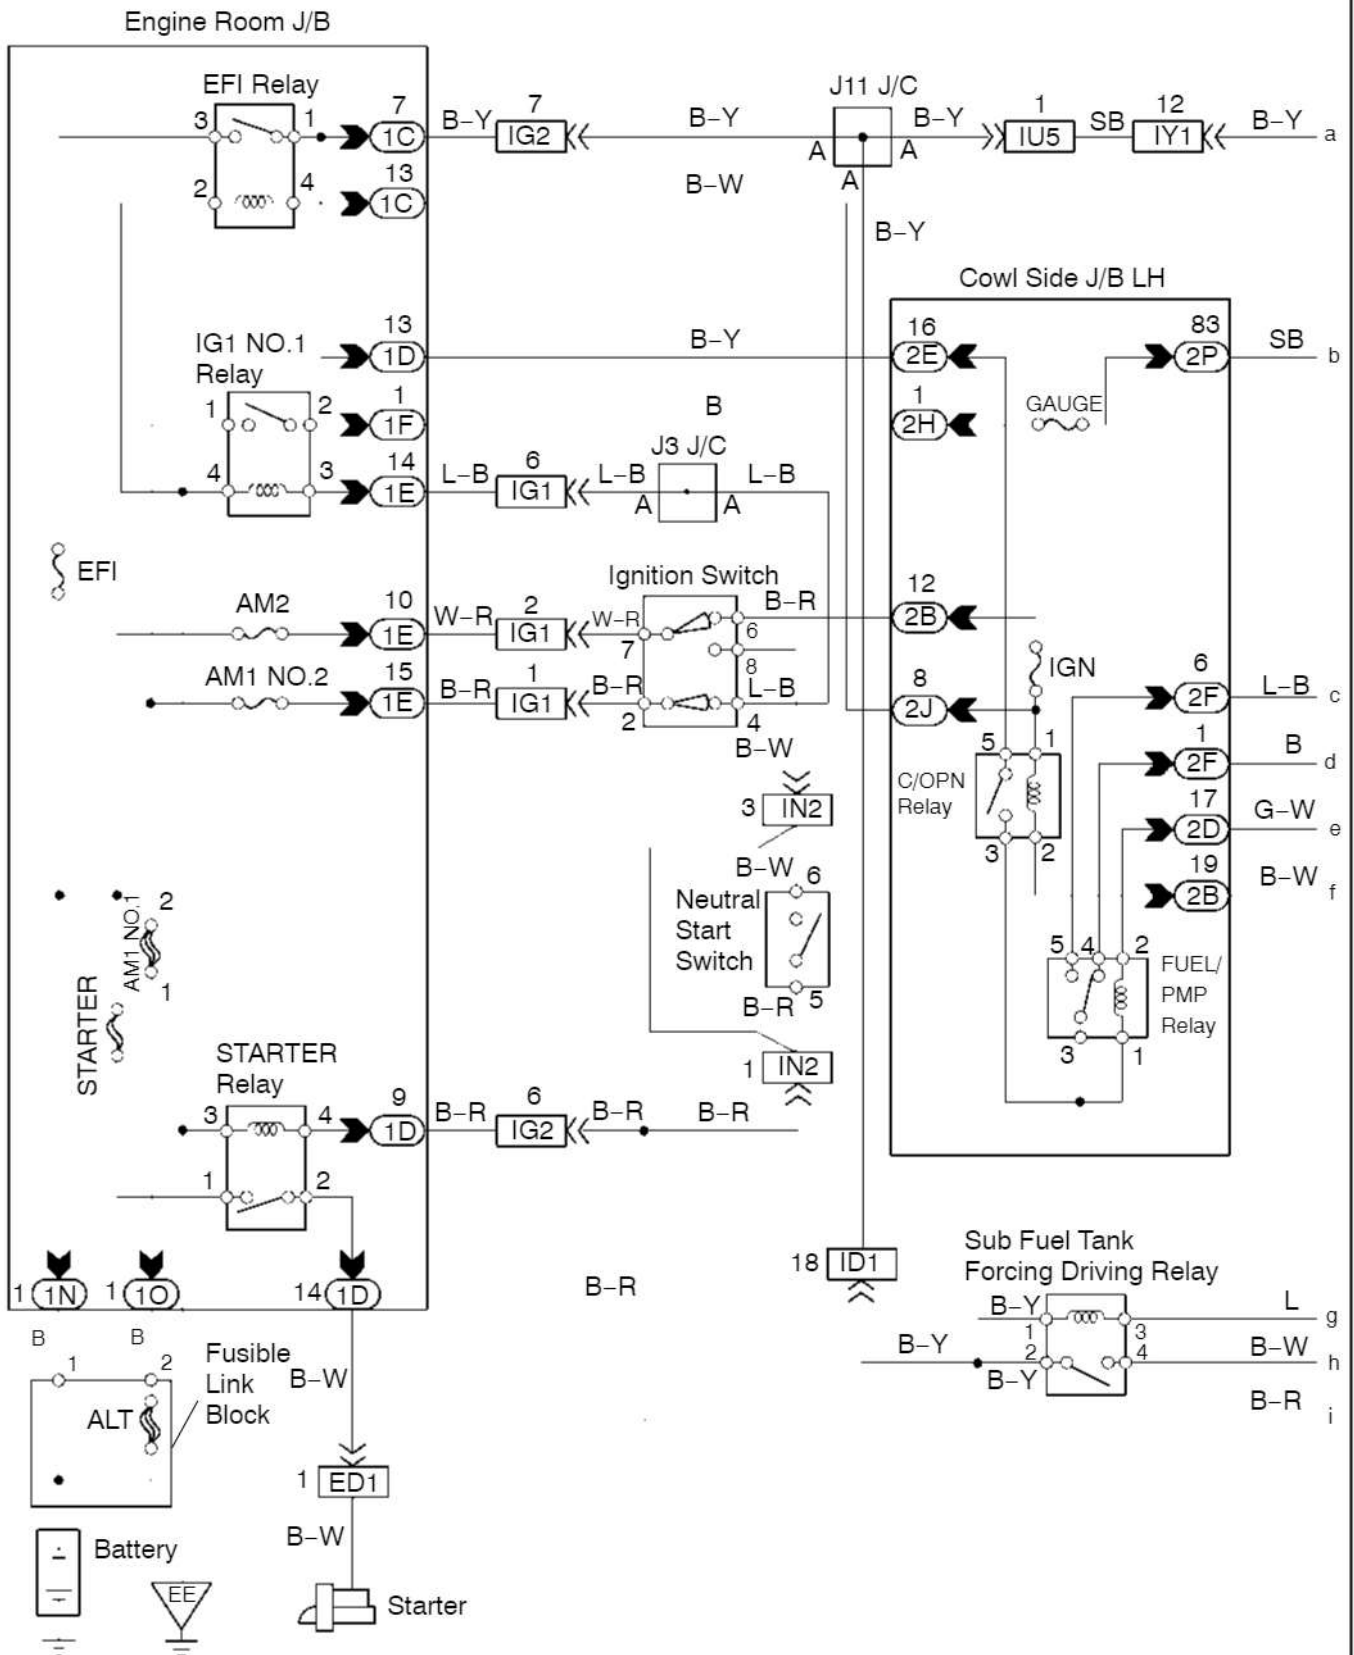 Engine Room J/B
EFI Relay
3
1
7
1C
B–Y
7
IG2
B–Y
J11 J/C
A
A
A
B–Y
1
IU5
SB
12
IY1
B–Y
a
2
4
13
1C
B–W
B–Y
Cowl Side J/B LH
IG1 NO.1
Relay
13
1D
B–Y
16
2E
83
2P
SB
b
1
2
1
1F
B
1
2H
GAUGE
4
3
14
1E
L–B
6
IG1
L–B
J3 J/C
A
A
L–B
EFI
Ignition Switch
AM2
10
1E
W–R
2
IG1
W–R
7
6
B–R
12
2B
8
AM1 NO.2
15
1E
B–R
1
IG1
B–R
2
4
L–B
8
2J
IGN
6
2F
L–B
c
B–W
3
IN2
5
1
C/OPN
Relay
3
2
1
2F
B
d
17
2D
G–W
e
B–W
6
Neutral
Start
Switch
B–R
5
19
2B
B–W
f
AM1 NO.1
2
1
STARTER
5
4
2
FUEL/
PMP
Relay
3
1
STARTER
Relay
1
IN2
3
4
9
1D
B–R
6
IG2
B–R
B–R
1
2
1
1N
1
1O
14
1D
B–R
18
ID1
Sub Fuel Tank
Forcing Driving Relay
B–Y
1
3
L
g
B–Y
2
B–Y
4
B–W
h
B–R
i
B
B
1
2
ALT
Fusible
Link
Block
B–W
1
ED1
B–W
Battery
EE
Starter